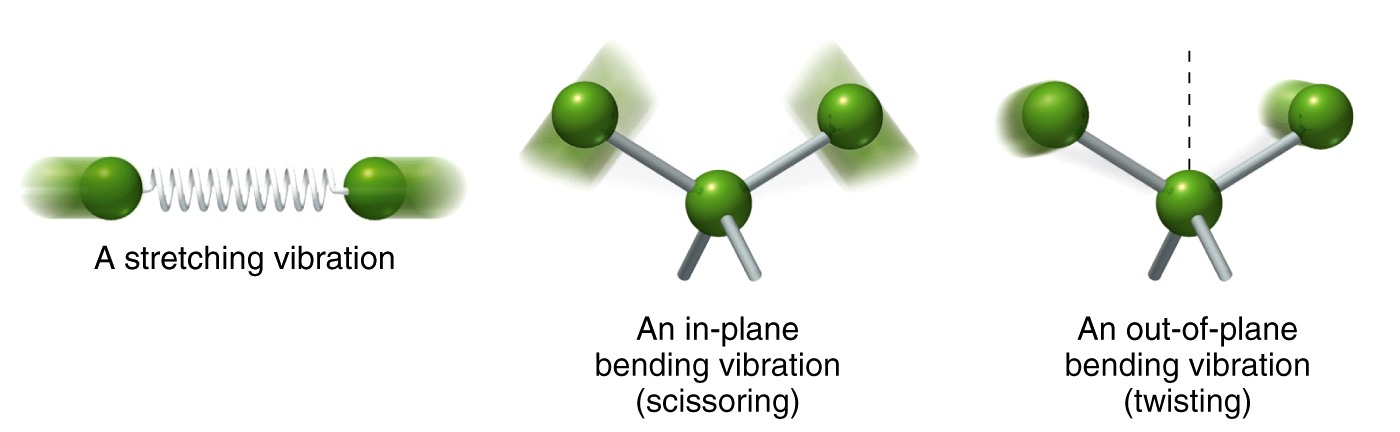 A stretching vibration
An in-plane
bending vibration
(scissoring)
An out-of-plane
bending vibration
(twisting)